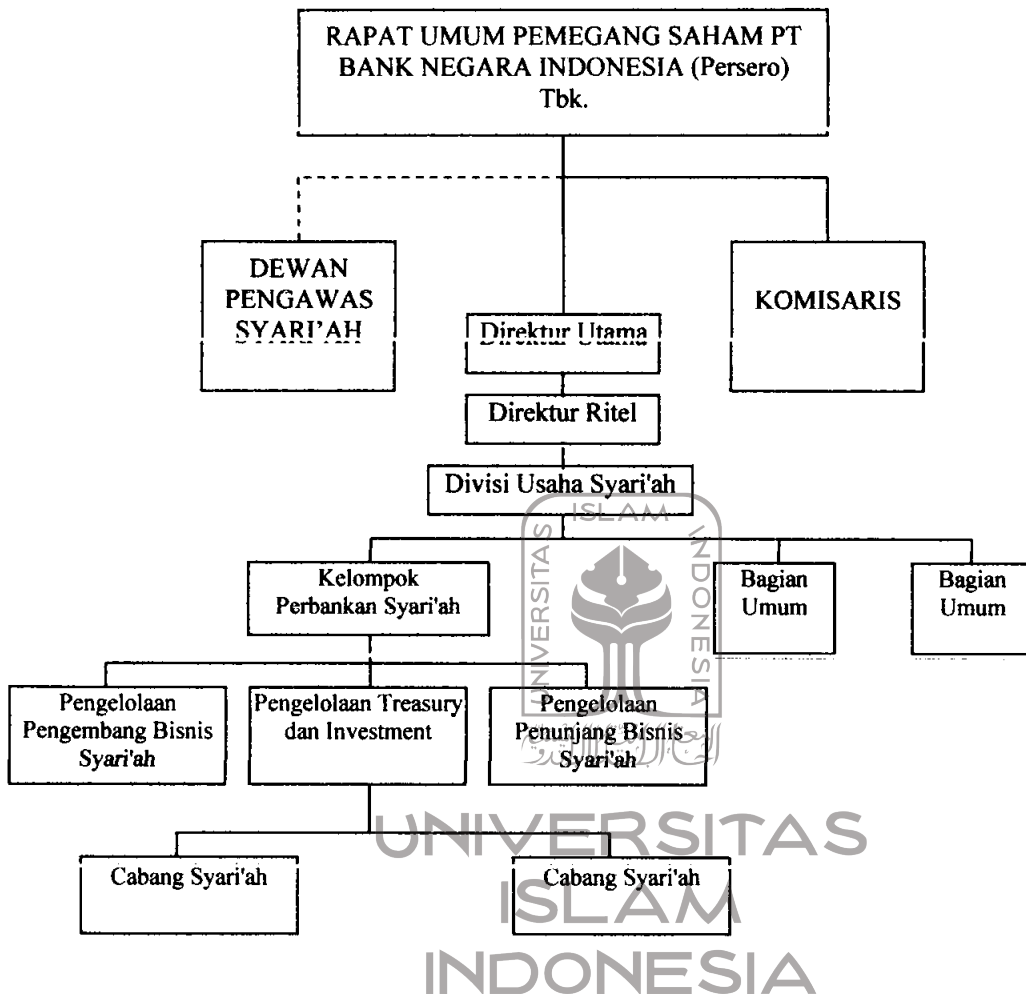 RAPAT UMUM PEMEGANG SAHAM PT
BANK NEGARA INDONESIA (Persero)
Tbk.
DEWAN
PENGAWAS
SYARI'AH
KOMISARIS
Direktur Utama
Direktur Ritel
Divisi Usaha Syari'ah
Kelompok
Perbankan Syari'ah
Bagian
Umum
Bagian
Umum
Pengelolaan
Pengembang Bisnis
Syari'ah
Pengelolaan Treasury
dan Investment
Pengelolaan
Penunjang Bisnis
Syari'ah
Cabang Syari'ah
Cabang Syari'ah
ISLAM
UNIVERSITAS
INDONESIA
UNIVERSITAS
ISLAM
INDONESIA